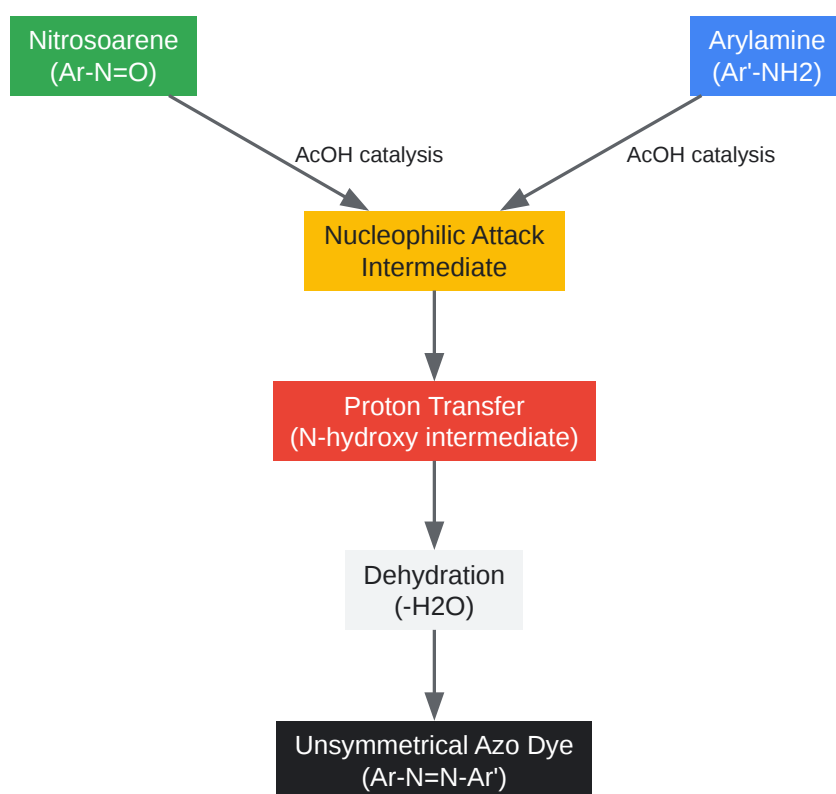 Nitrosoarene
(Ar-N=O)
Arylamine
(Ar'-NH2)
AcOH catalysis
AcOH catalysis
Nucleophilic Attack
Intermediate
Proton Transfer
(N-hydroxy intermediate)
Dehydration
(-H2O)
Unsymmetrical Azo Dye
(Ar-N=N-Ar')